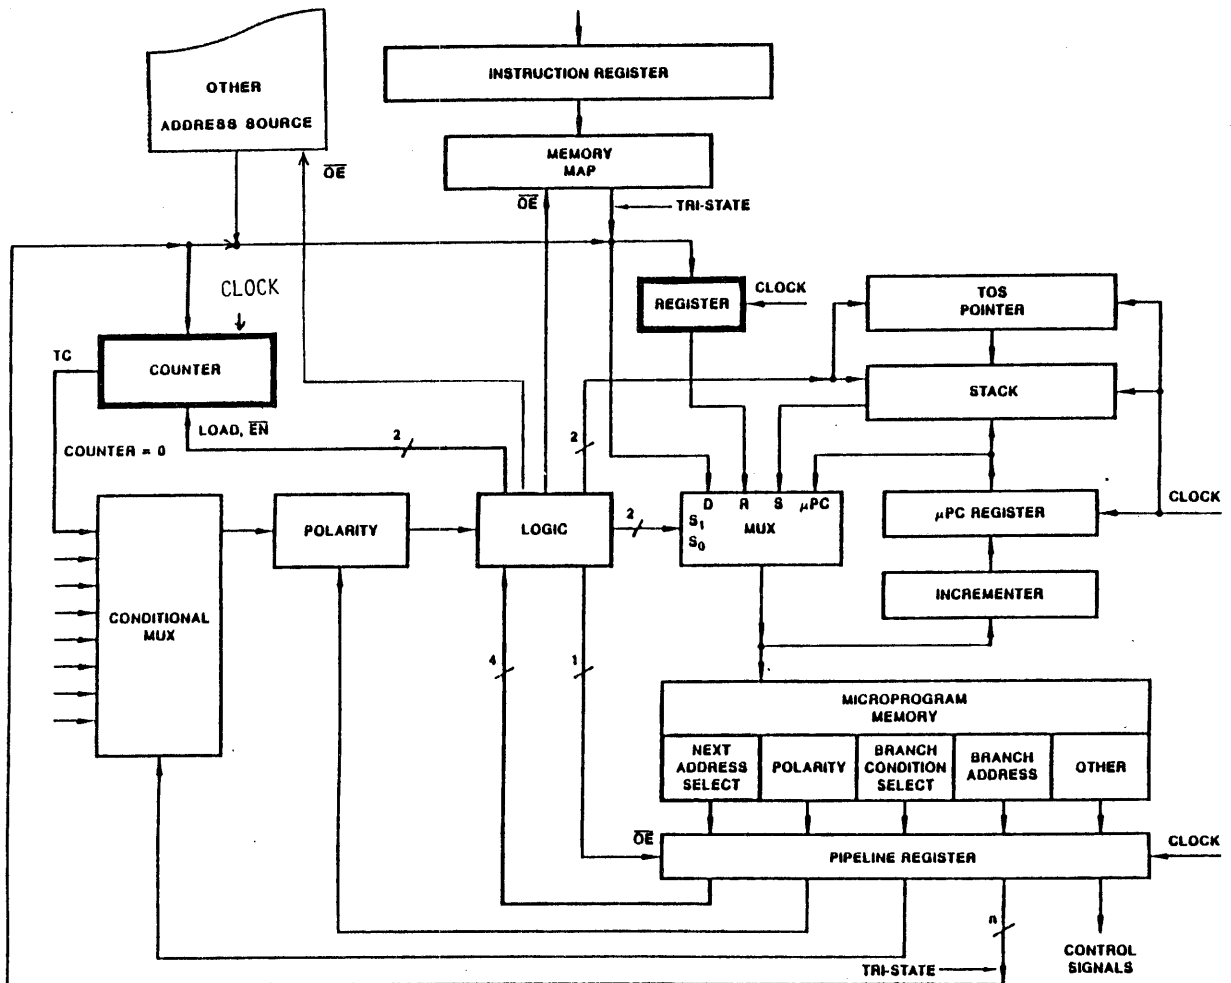 OTHER
ADDRESS SOURCE
INSTRUCTION REGISTER
MEMORY
MAP
OE
OE
TRI-STATE
CLOCK
REGISTER
CLOCK
TOS
POINTER
TC
COUNTER
STACK
LOAD, EN
2
COUNTER = 0
2
D R S μPC
S1
S0
MUX
μPC REGISTER
CLOCK
POLARITY
LOGIC
2
INCREMENTER
CONDITIONAL
MUX
4
1
MICROPROGRAM
MEMORY
NEXT
ADDRESS
SELECT
POLARITY
BRANCH
CONDITION
SELECT
BRANCH
ADDRESS
OTHER
OE
PIPELINE REGISTER
CLOCK
n
TRI-STATE
CONTROL
SIGNALS